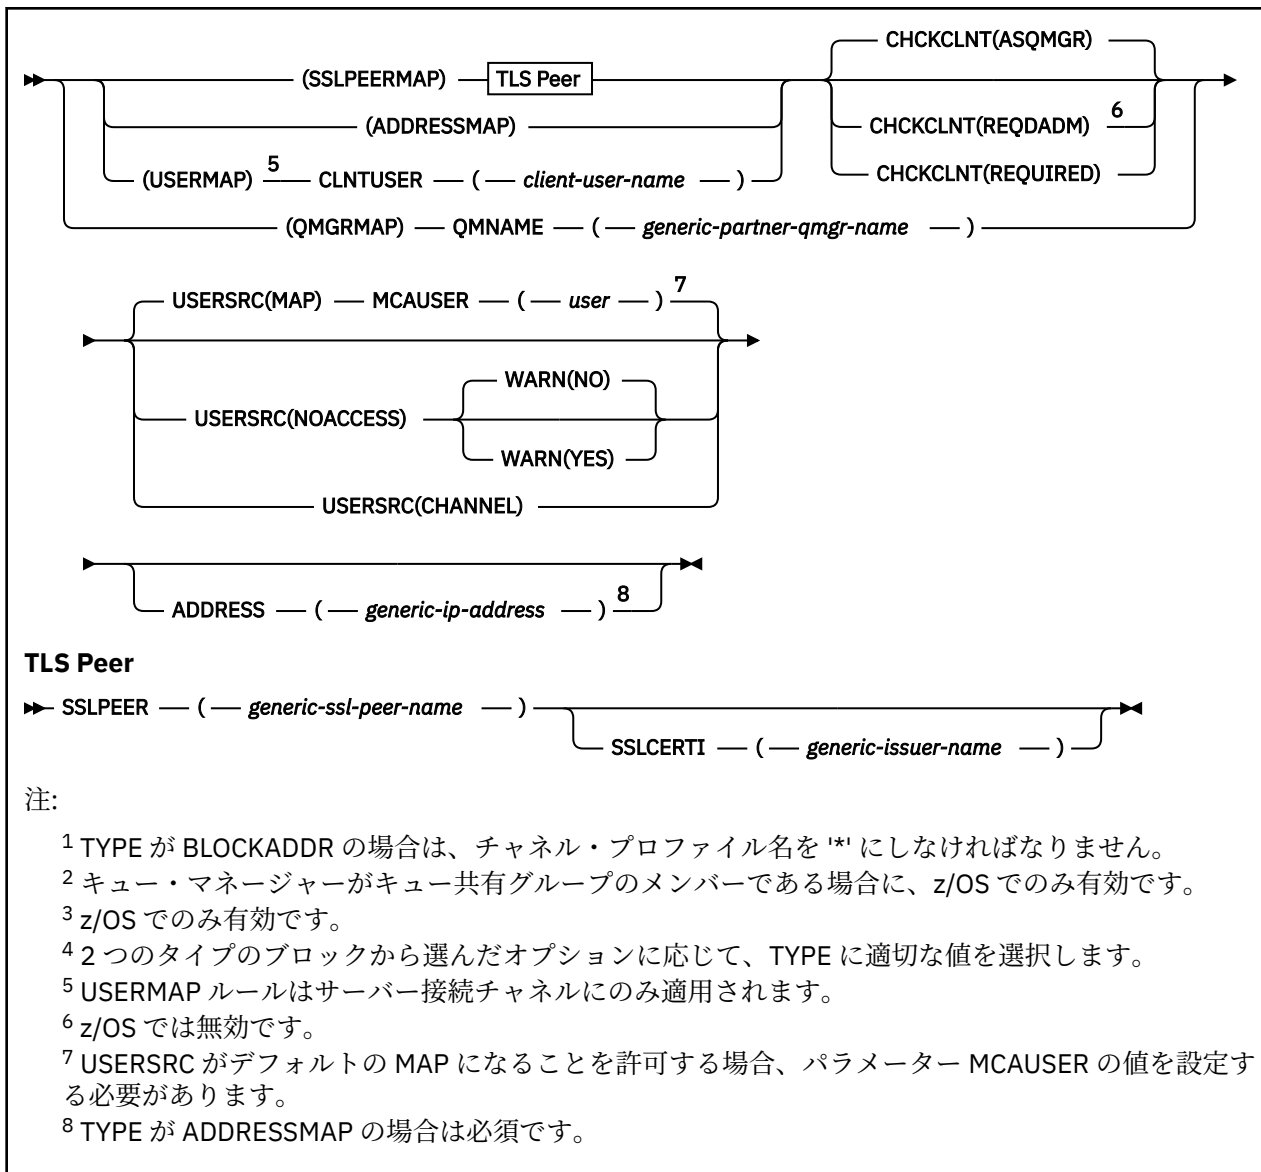 CHCKCLNT(ASQMGR)
(SSLPEERMAP) TLS Peer
(ADDRESSMAP) CHCKCLNT(REQDADM) 6
(USERMAP) 5 CLNTUSER ( client-user-name ) CHCKCLNT(REQUIRED)
(QMGRMAP) QMNAME ( generic-partner-qmgr-name )
USERSRC(MAP) MCAUSER ( user ) 7
WARN(NO)
USERSRC(NOACCESS)
WARN(YES)
USERSRC(CHANNEL)
ADDRESS ( generic-ip-address ) 8
TLS Peer
SSLPEER ( generic-ssl-peer-name )
SSLCERTI ( generic-issuer-name )
注:
1 TYPE が BLOCKADDR の場合は、チャネル・プロファイル名を '*' にしなければなりません。
2 キュー・マネージャーがキュー共有グループのメンバーである場合に、z/OS でのみ有効です。
3 z/OS でのみ有効です。
4 2 つのタイプのブロックから選んだオプションに応じて、TYPE に適切な値を選択します。
5 USERMAP ルールはサーバー接続チャネルにのみ適用されます。
6 z/OS では無効です。
7 USERSRC がデフォルトの MAP になることを許可する場合、パラメーター MCAUSER の値を設定す
る必要があります。
8 TYPE が ADDRESSMAP の場合は必須です。